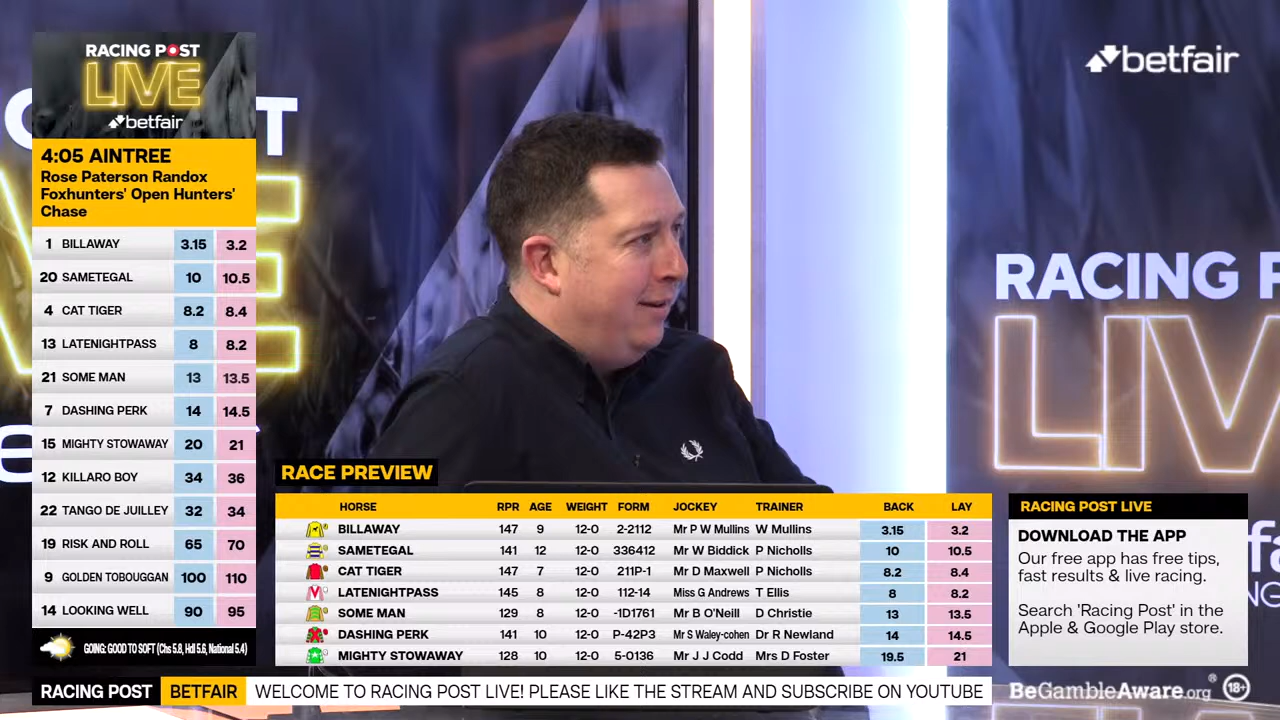 RACING POST
LIVE
betfair
betfair
4:05 AINTREE
Rose Paterson Randox
Foxhunters' Open Hunters'
Chase
1 BILLAWAY 3.15 3.2
20 SAMETEGAL 10 10.5
4 CAT TIGER 8.2 8.4
13 LATENIGHTPASS 8 8.2
21 SOME MAN 13 13.5
7 DASHING PERK 14 14.5
15 MIGHTY STOWAWAY 20 21
12 KILLARO BOY 34 36
22 TANGO DE JUILLEY 32 34
19 RISK AND ROLL 65 70
9 GOLDEN TOBOUGGAN 100 110
14 LOOKING WELL 90 95
GOING: GOOD TO SOFT (Chs 5.8, Hdl 5.6, National 5.4)
RACING P
LIV
RACE PREVIEW
HORSE RPR AGE WEIGHT FORM JOCKEY TRAINER BACK LAY
BILLAWAY 147 9 12-0 2-2112 Mr P W Mullins W Mullins 3.15 3.2
SAMETEGAL 141 12 12-0 336412 Mr W Biddick P Nicholls 10 10.5
CAT TIGER 147 7 12-0 211P-1 Mr D Maxwell P Nicholls 8.2 8.4
LATENIGHTPASS 145 8 12-0 112-14 Miss G Andrews T Ellis 8 8.2
SOME MAN 129 8 12-0 -1D1761 Mr B O'Neill D Christie 13 13.5
DASHING PERK 141 10 12-0 P-42P3 Mr S Waley-cohen Dr R Newland 14 14.5
MIGHTY STOWAWAY 128 10 12-0 5-0136 Mr J J Codd Mrs D Foster 19.5 21
RACING POST LIVE
DOWNLOAD THE APP
Our free app has free tips,
fast results & live racing.
Search 'Racing Post' in the
Apple & Google Play store.
RACING POST BETFAIR WELCOME TO RACING POST LIVE! PLEASE LIKE THE STREAM AND SUBSCRIBE ON YOUTUBE
BeGambleAware.org® 18+